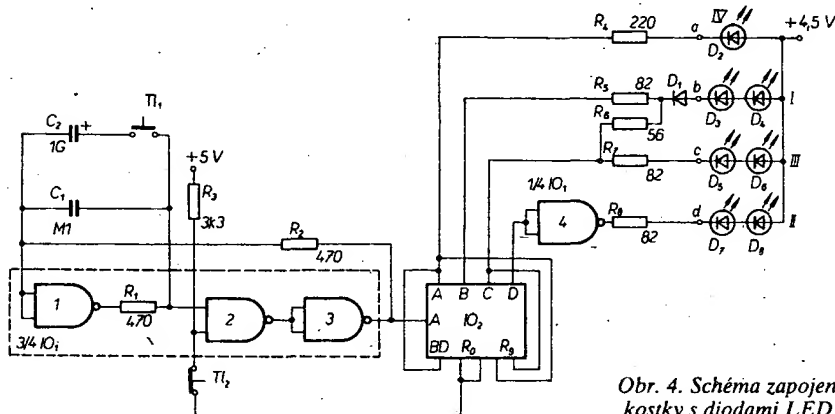 R₄ 220 a IV +4,5 V
D₂
R₅ 82 D₁ b I
D₃ D₄
R₆ 56
R₇ c III
82 D₅ D₆
1/4 IO₁
4 R₈ d II
82 D₇ D₈
Tl₁
C₂ +
1G
+5 V
C₁
M1
R₃
3k3
R₂
470
1 R₁ 2 3
470
3/4 IO₁
A B C D
A IO₂
BD R₀ R₉
Tl₂
Obr. 4. Schéma zapojen
kostky s diodami LED